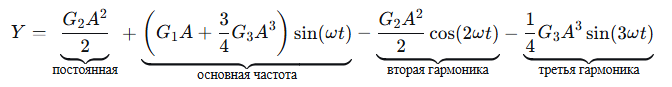 Y = G₂A²/2 + (G₁A + 3/4 G₃A³) sin(ωt) − G₂A²/2 cos(2ωt) − 1/4 G₃A³ sin(3ωt)
постоянная основная частота вторая гармоника третья гармоника